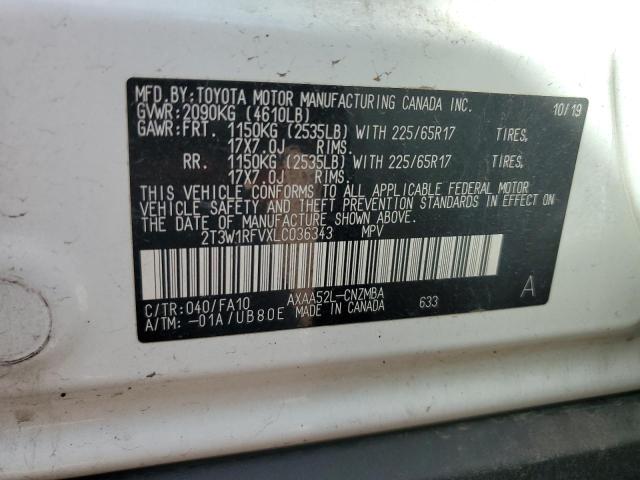 MFD.BY:TOYOTA MOTOR MANUFACTURING CANADA INC. 10/19
GVWR:2090KG (4610LB)
GAWR:FRT. 1150KG (2535LB) WITH 225/65R17 TIRES,
17X7.0J RIMS.
RR. 1150KG (2535LB) WITH 225/65R17 TIRES,
17X7.0J RIMS.
THIS VEHICLE CONFORMS TO ALL APPLICABLE FEDERAL MOTOR
VEHICLE SAFETY AND THEFT PREVENTION STANDARDS IN EFFECT
ON THE DATE OF MANUFACTURE SHOWN ABOVE.
2T3W1RFVXLC036343 MPV
C/TR:040/FA10 AXAA52L-CNZMBA A
A/TM:-01A/UB80E MADE IN CANADA 633